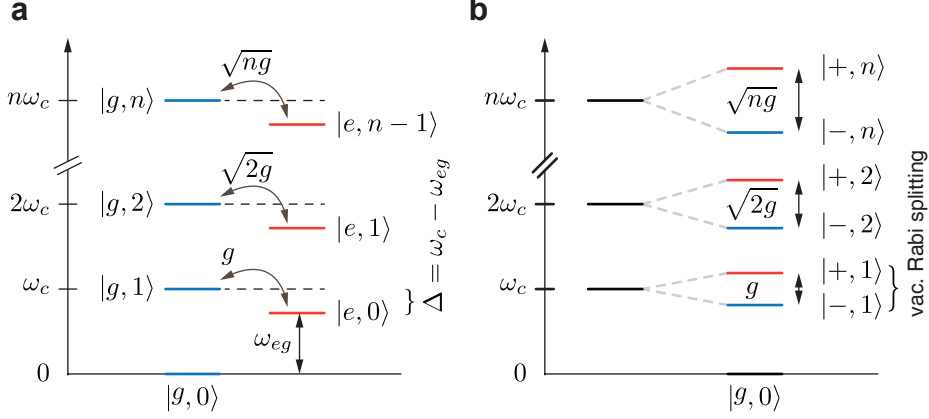 a
√ng
nω_c |g, n⟩
|e, n − 1⟩
√2g
2ω_c |g, 2⟩
|e, 1⟩
g
ω_c |g, 1⟩
|e, 0⟩ }
Δ = ω_c − ω_eg
ω_eg
0
|g, 0⟩
b
|+, n⟩
nω_c √ng
|−, n⟩
|+, 2⟩
2ω_c √2g
|−, 2⟩
|+, 1⟩
ω_c g }
|−, 1⟩
vac. Rabi splitting
0
|g, 0⟩